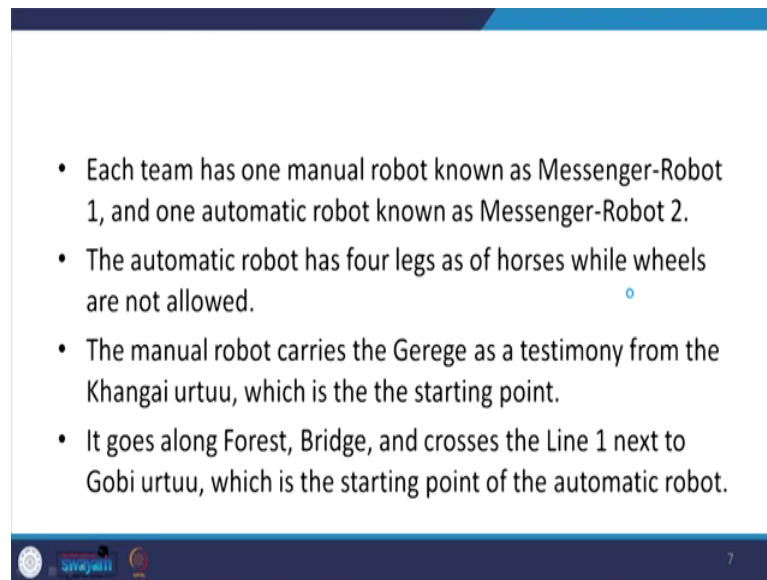 • Each team has one manual robot known as Messenger-Robot
1, and one automatic robot known as Messenger-Robot 2.
• The automatic robot has four legs as of horses while wheels
are not allowed.
• The manual robot carries the Gerege as a testimony from the
Khangai urtuu, which is the the starting point.
• It goes along Forest, Bridge, and crosses the Line 1 next to
Gobi urtuu, which is the starting point of the automatic robot.
swayam
7